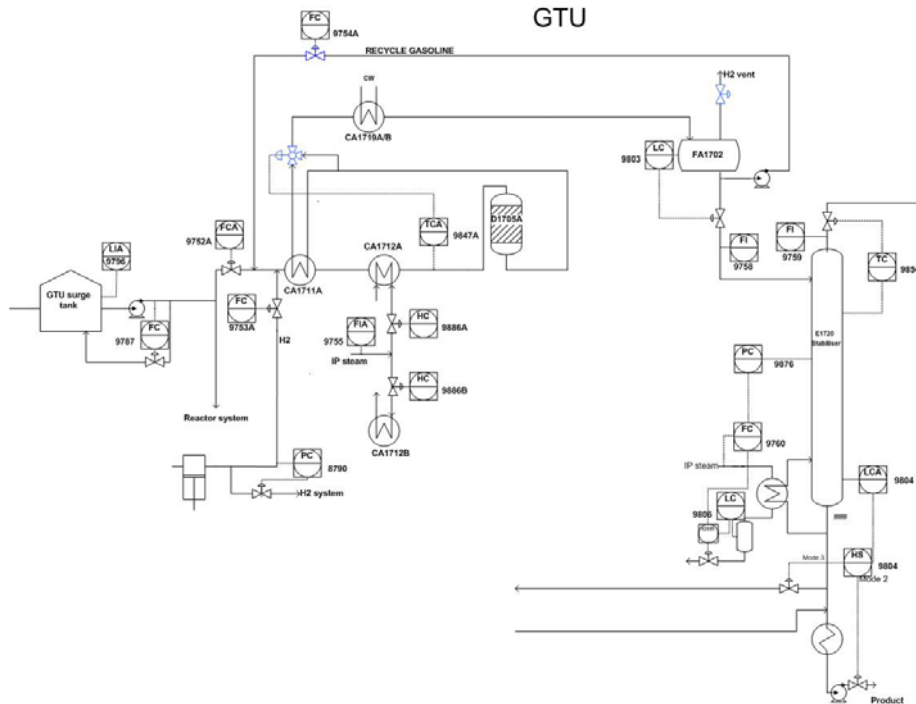 GTU
FC
9754A
RECYCLE GASOLINE
H2 vent
CW
CA1719A/B
LC
9803
FA1702
FCA
9752A
TCA
9847A
D1705A
CA1712A
FI
9758
FI
9759
TC
LIA
9796
GTU surge
tank
CA1711A
FC
9753A
H2
FC
9787
FIA
9755
IP steam
HC
9886A
HC
9886B
CA1712B
E1720
Stabiliser
PC
9876
Reactor system
PC
8790
H2 system
FC
9760
IP steam
LC
9806
LCA
9804
HS
9804
Mode 3
Mode 2
Product